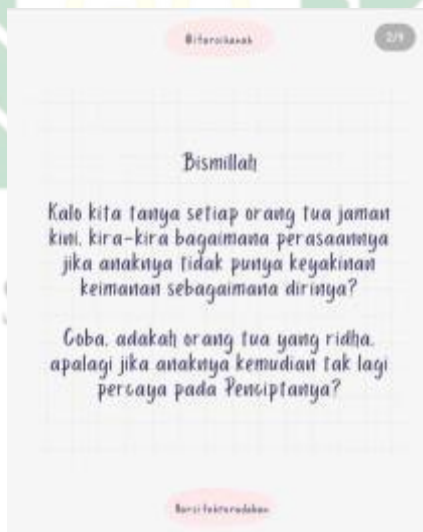 2/9
Bismillah
Kalo kita tanya setiap orang tua jaman
kini, kira-kira bagaimana perasaannya
jika anaknya tidak punya keyakinan
keimanan sebagaimana dirinya?
Coba, adakah orang tua yang ridha,
apalagi jika anaknya kemudian tak lagi
percaya pada Penciptanya?